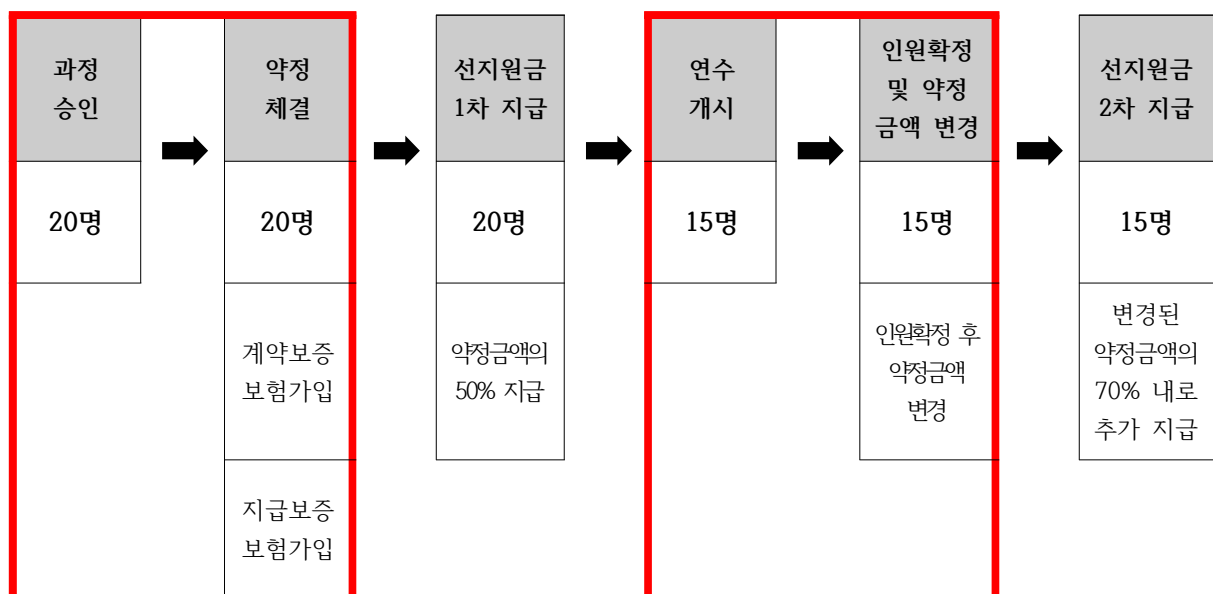 과정
승인
약정
체결
선지원금
1차 지급
연수
개시
인원확정
및 약정
금액 변경
선지원금
2차 지급
20명
20명
20명
15명
15명
15명
계약보증
보험가입
약정금액의
50% 지급
인원확정 후
약정금액
변경
변경된
약정금액의
70% 내로
추가 지급
지급보증
보험가입